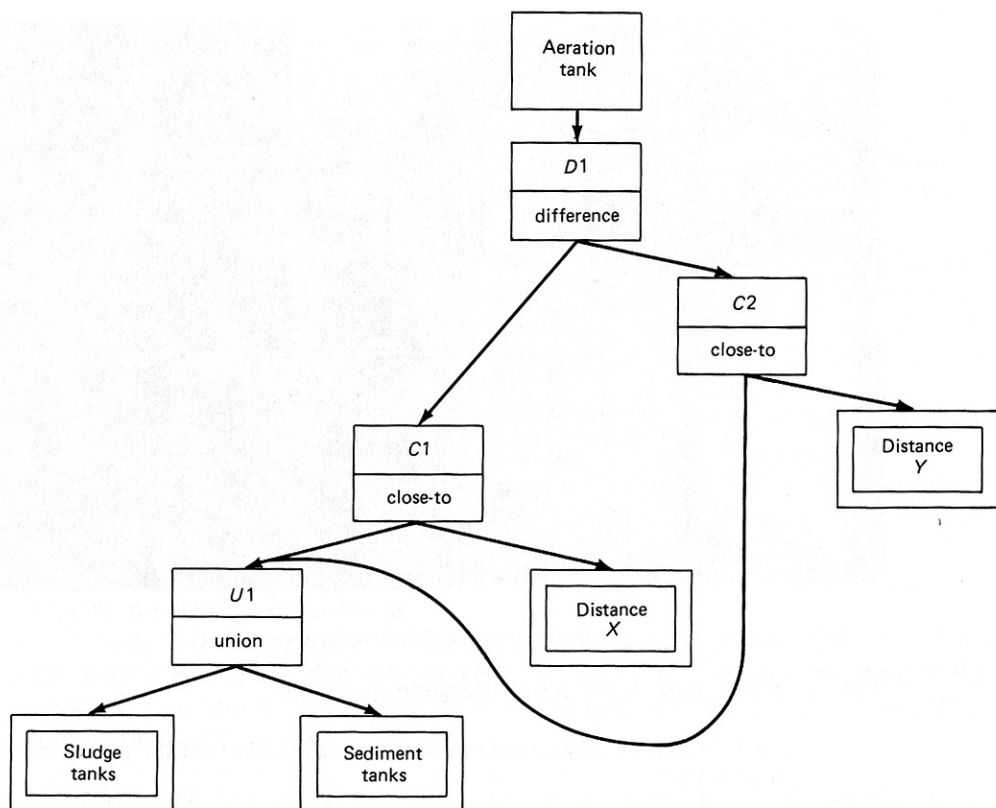 Aeration
tank
D1
difference
C2
close-to
Distance
Y
C1
close-to
U1
union
Distance
X
Sludge
tanks
Sediment
tanks